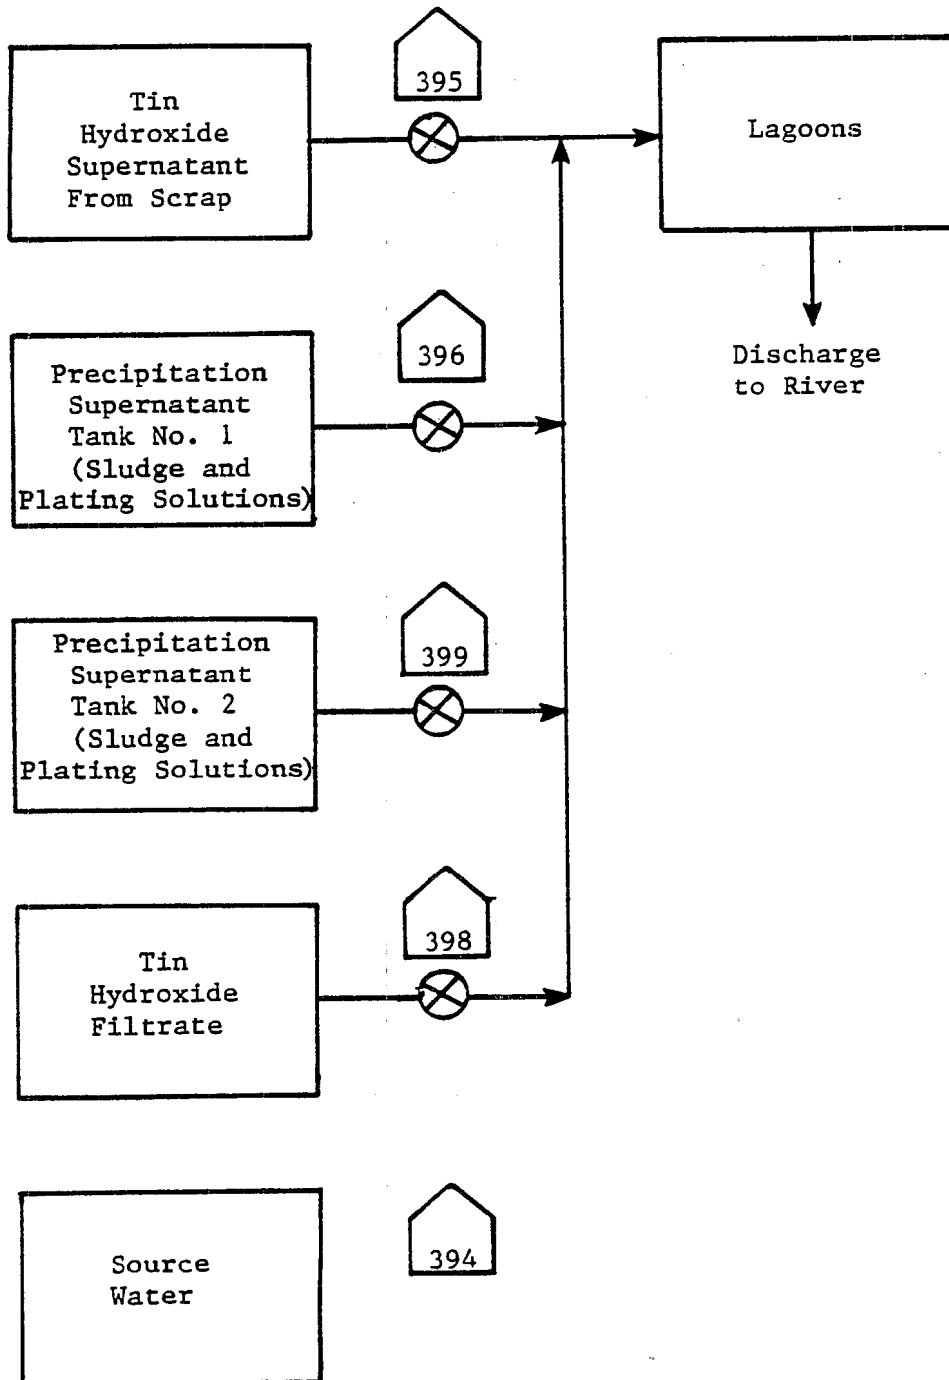 395
Tin
Hydroxide
Supernatant
From Scrap
Lagoons
396
Precipitation
Supernatant
Tank No. 1
(Sludge and
Plating Solutions)
Discharge
to River
399
Precipitation
Supernatant
Tank No. 2
(Sludge and
Plating Solutions)
398
Tin
Hydroxide
Filtrate
394
Source
Water